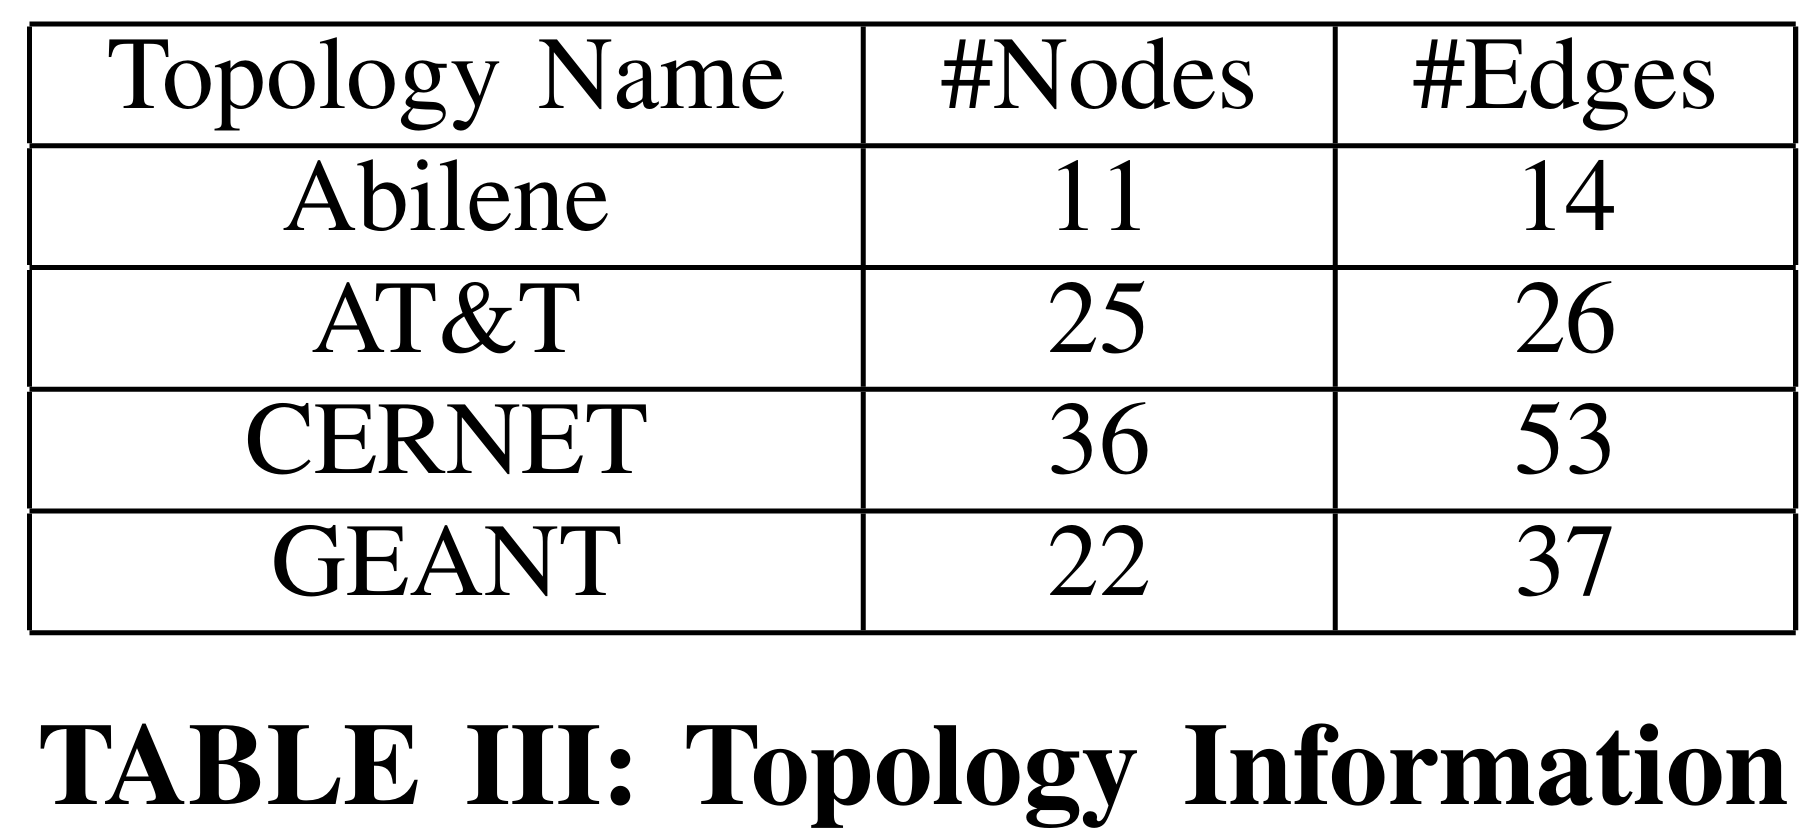 Topology Name #Nodes #Edges
Abilene 11 14
AT&T 25 26
CERNET 36 53
GEANT 22 37
TABLE III: Topology Information